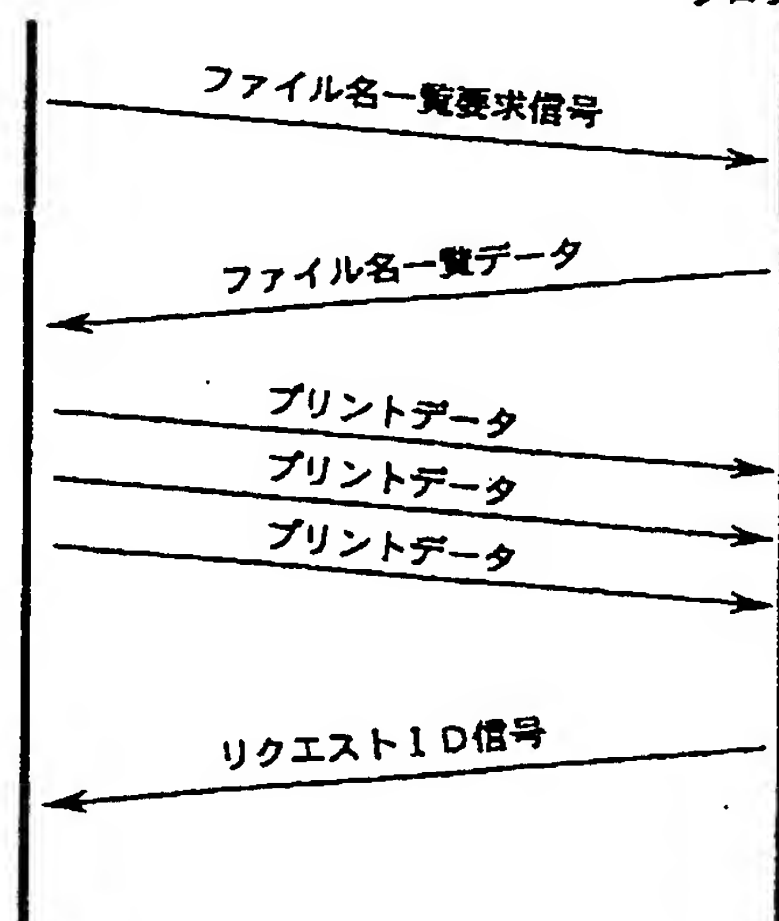 ファイル名一覧要求信号
ファイル名一覧データ
プリントデータ
プリントデータ
プリントデータ
リクエストID信号